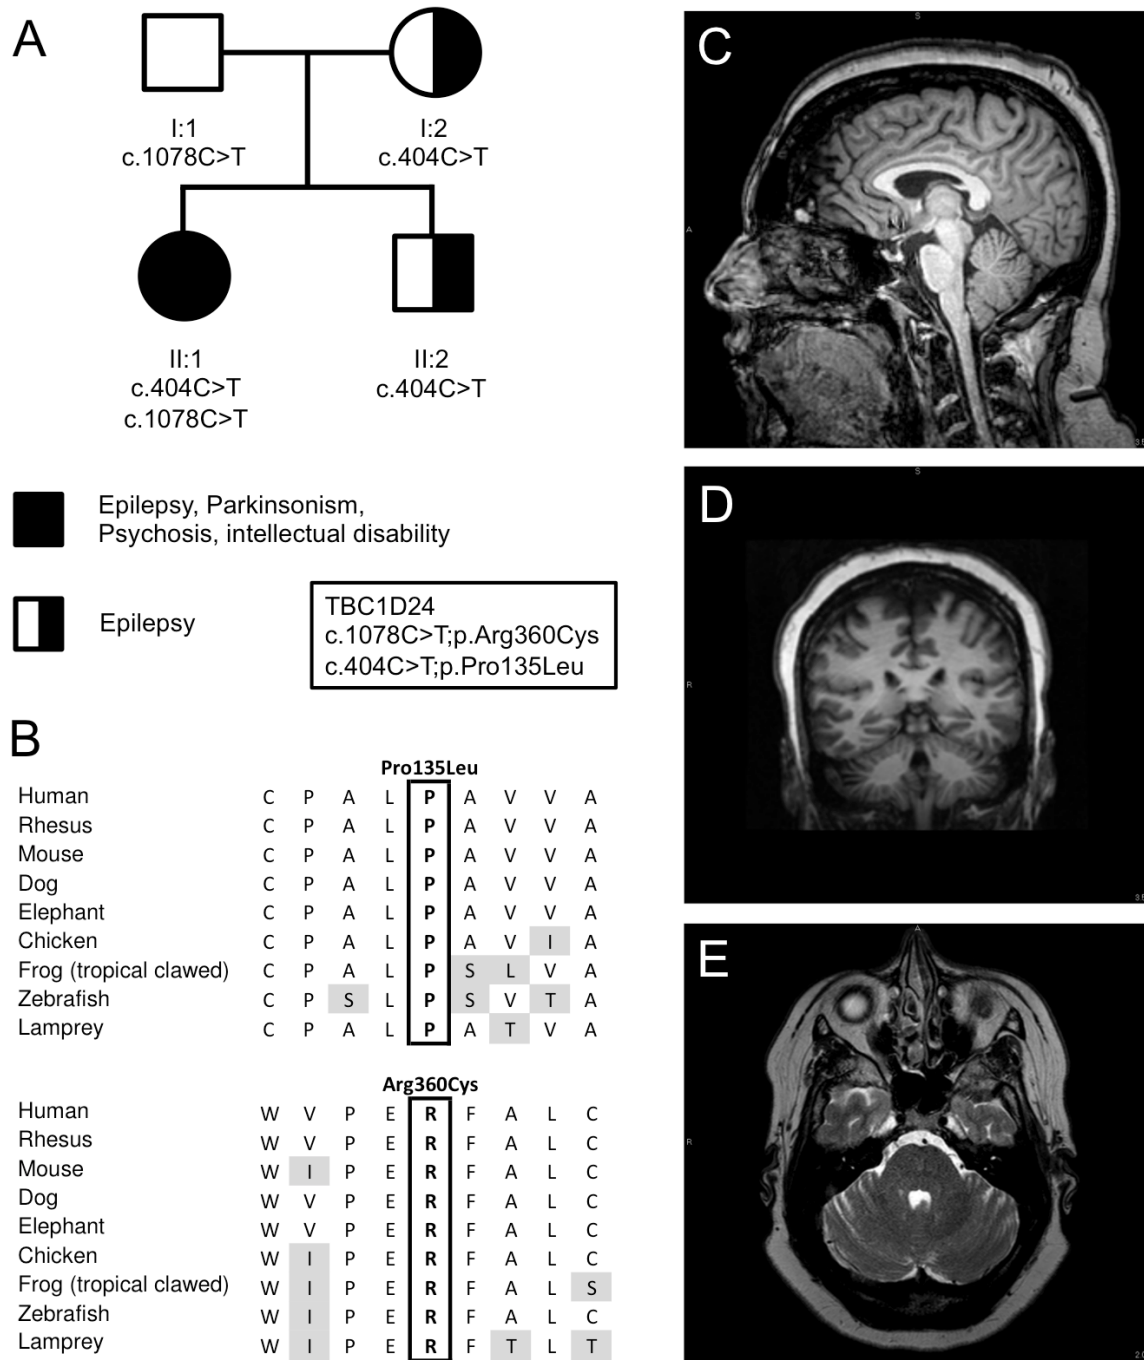 A
I:1
c.1078C>T
I:2
c.404C>T
II:1
c.404C>T
c.1078C>T
II:2
c.404C>T
Epilepsy, Parkinsonism,
Psychosis, intellectual disability
Epilepsy
TBC1D24
c.1078C>T;p.Arg360Cys
c.404C>T;p.Pro135Leu
B
Pro135Leu
Human C P A L P A V V A
Rhesus C P A L P A V V A
Mouse C P A L P A V V A
Dog C P A L P A V V A
Elephant C P A L P A V V A
Chicken C P A L P A V I A
Frog (tropical clawed) C P A L P S L V A
Zebrafish C P S L P S V T A
Lamprey C P A L P A T V A
Arg360Cys
Human W V P E R F A L C
Rhesus W V P E R F A L C
Mouse W I P E R F A L C
Dog W V P E R F A L C
Elephant W V P E R F A L C
Chicken W I P E R F A L C
Frog (tropical clawed) W I P E R F A L S
Zebrafish W I P E R F A L C
Lamprey W I P E R F T L T
C
S
A
D
S
R
E
A
R